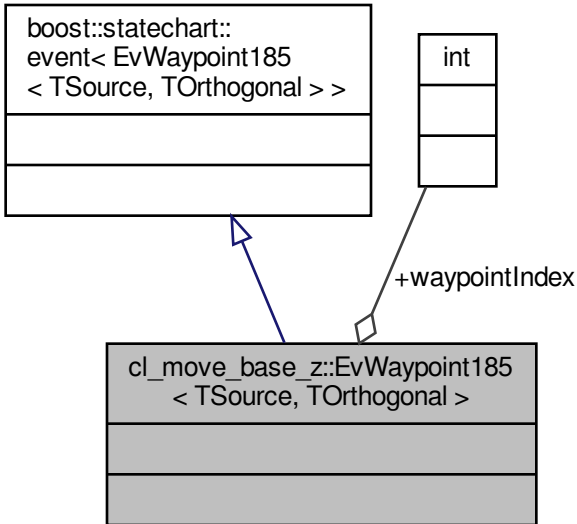 boost::statechart::
event< EvWaypoint185
< TSource, TOrthogonal > >
int
+waypointIndex
cl_move_base_z::EvWaypoint185
< TSource, TOrthogonal >